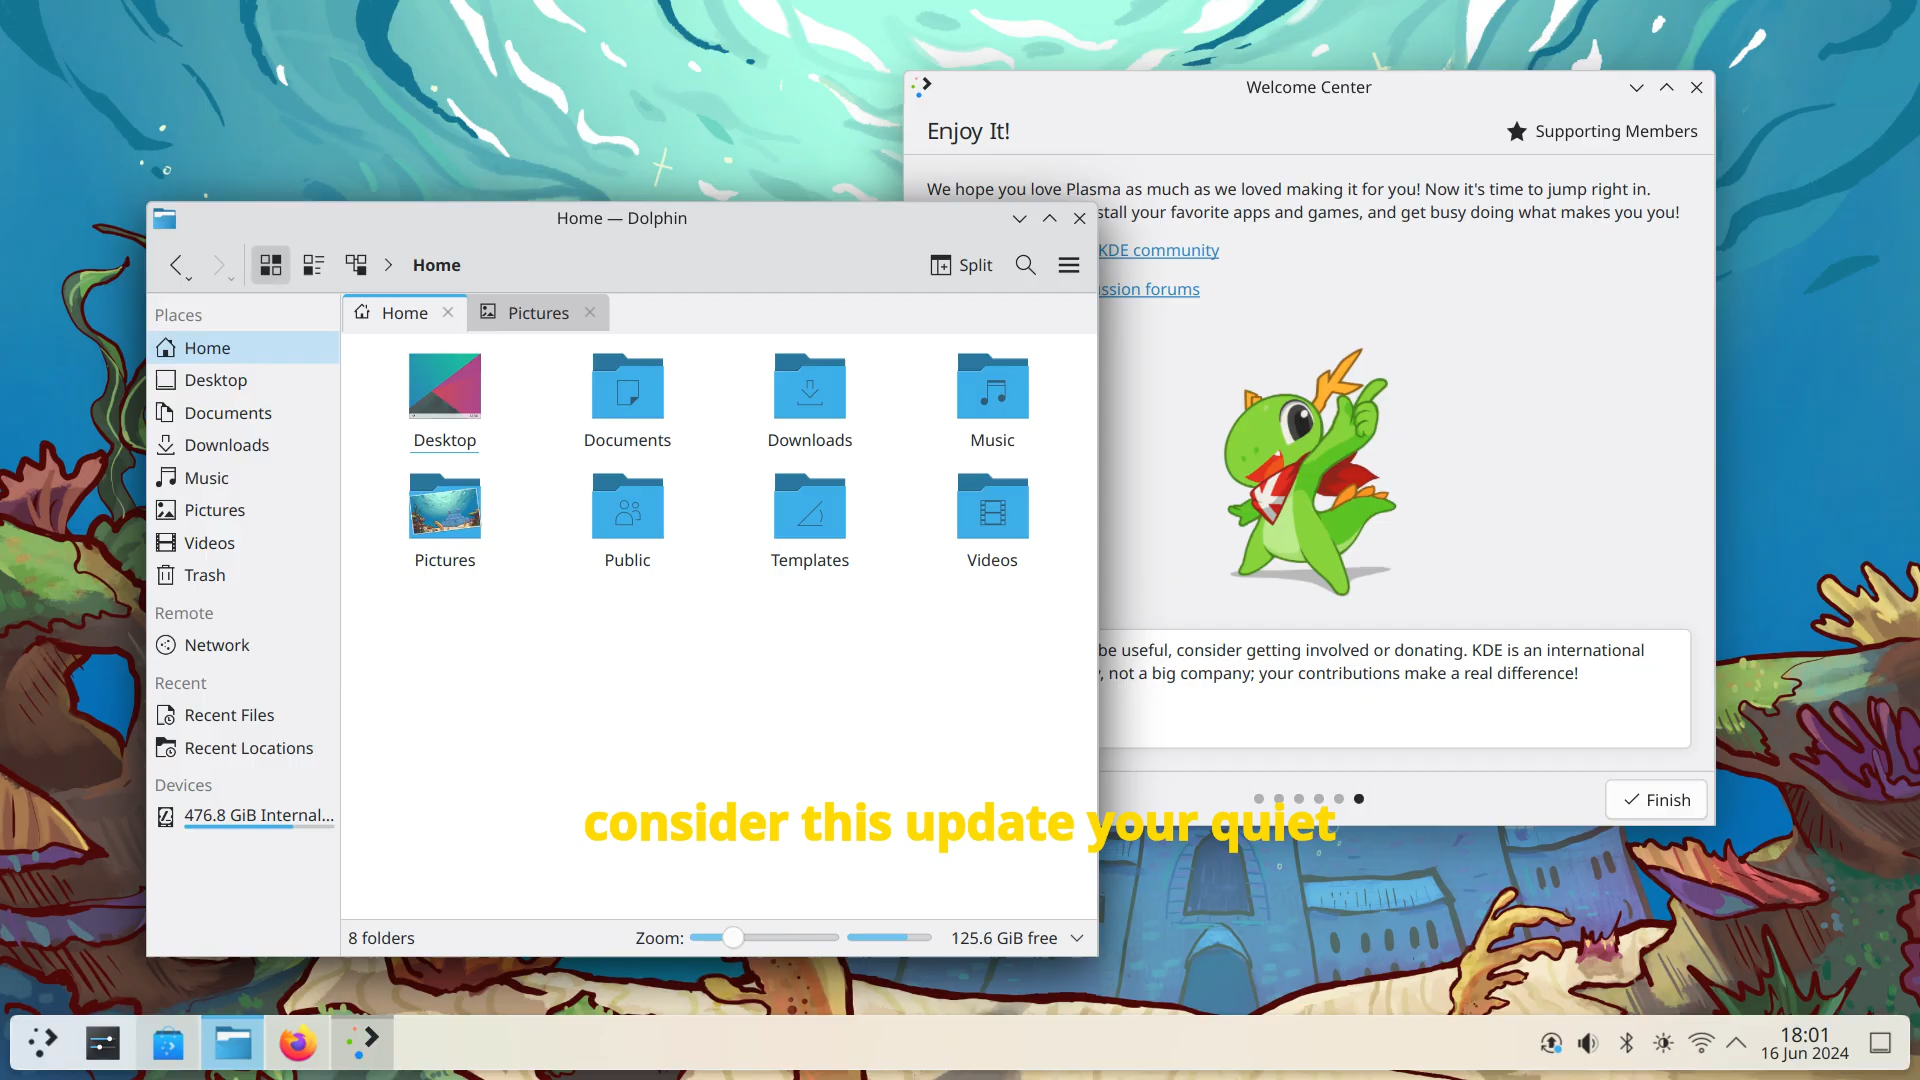 Welcome Center
Enjoy It!
Supporting Members
We hope you love Plasma as much as we loved making it for you! Now it's time to jump right in.
stall your favorite apps and games, and get busy doing what makes you you!
KDE community
ssion forums
be useful, consider getting involved or donating. KDE is an international
, not a big company; your contributions make a real difference!
Finish
Home — Dolphin
Home
Split
Places
Home
Desktop
Documents
Downloads
Music
Pictures
Videos
Trash
Remote
Network
Recent
Recent Files
Recent Locations
Devices
476.8 GiB Internal...
Home
Pictures
Desktop
Documents
Downloads
Music
Pictures
Public
Templates
Videos
consider this update your quiet
8 folders
Zoom:
125.6 GiB free
18:01
16 Jun 2024